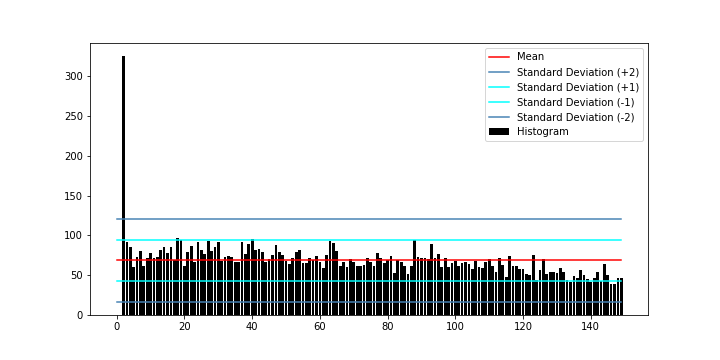 Mean
Standard Deviation (+2)
Standard Deviation (+1)
Standard Deviation (-1)
Standard Deviation (-2)
Histogram
300
250
200
150
100
50
0
0 20 40 60 80 100 120 140